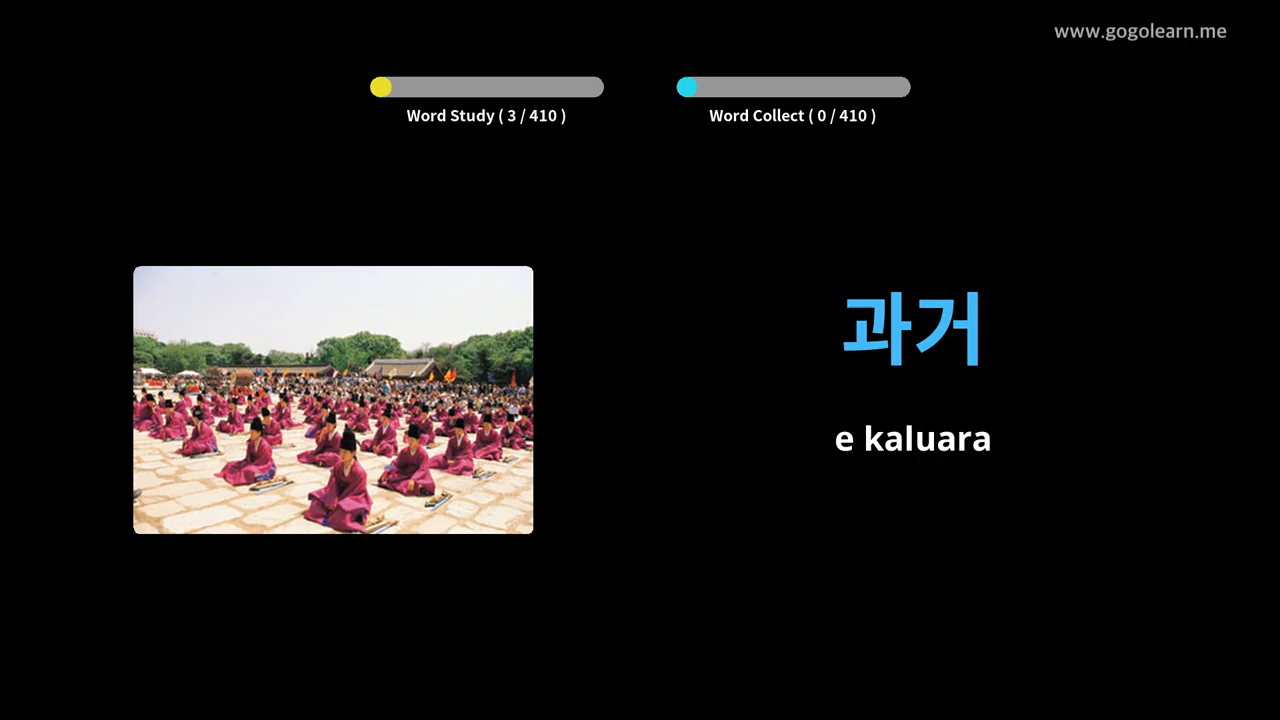 www.gogolearn.me
Word Study ( 3 / 410 )
Word Collect ( 0 / 410 )
과거
e kaluara